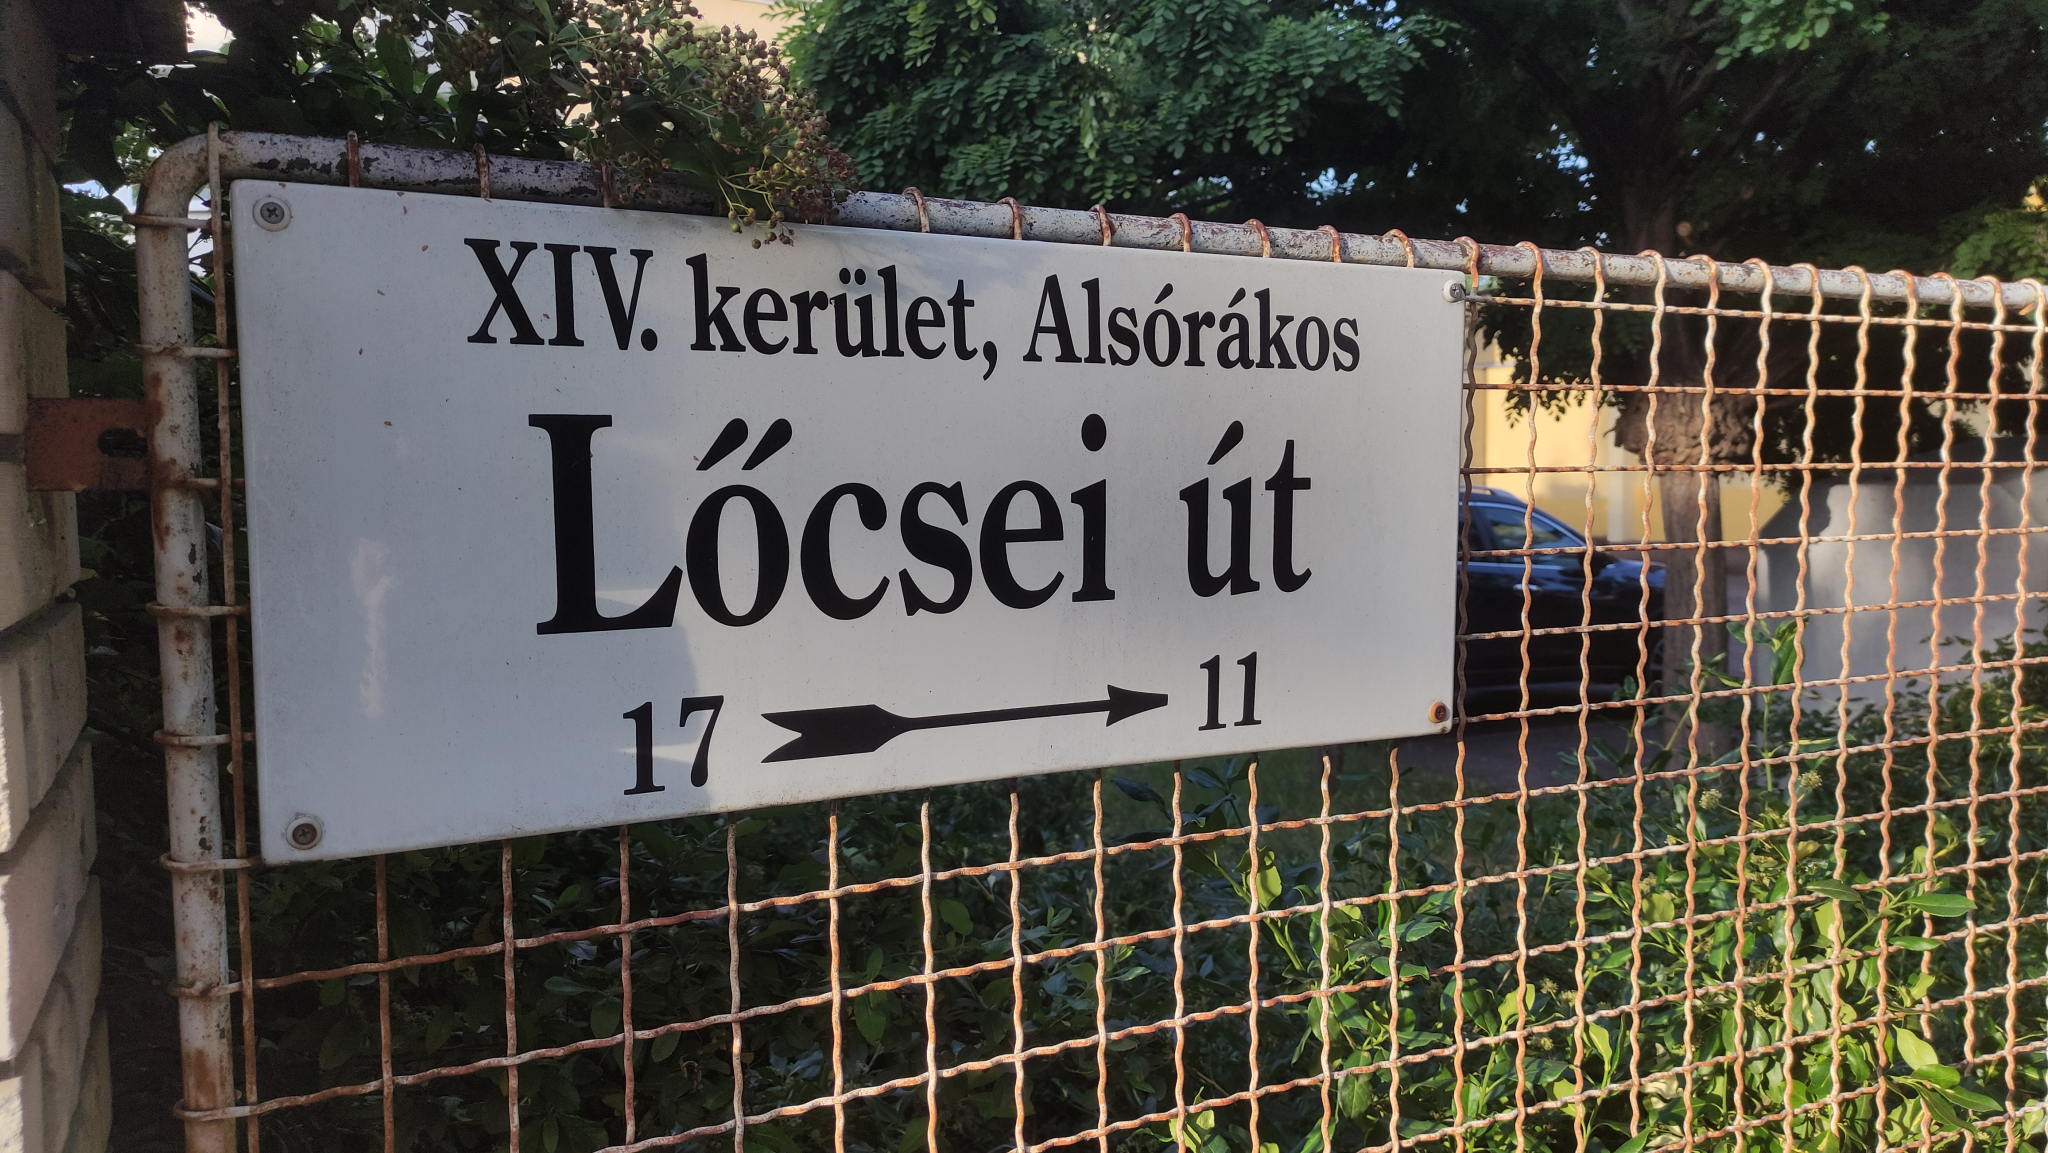 XIV. kerület, Alsórákos
Lőcsei út
17 → 11